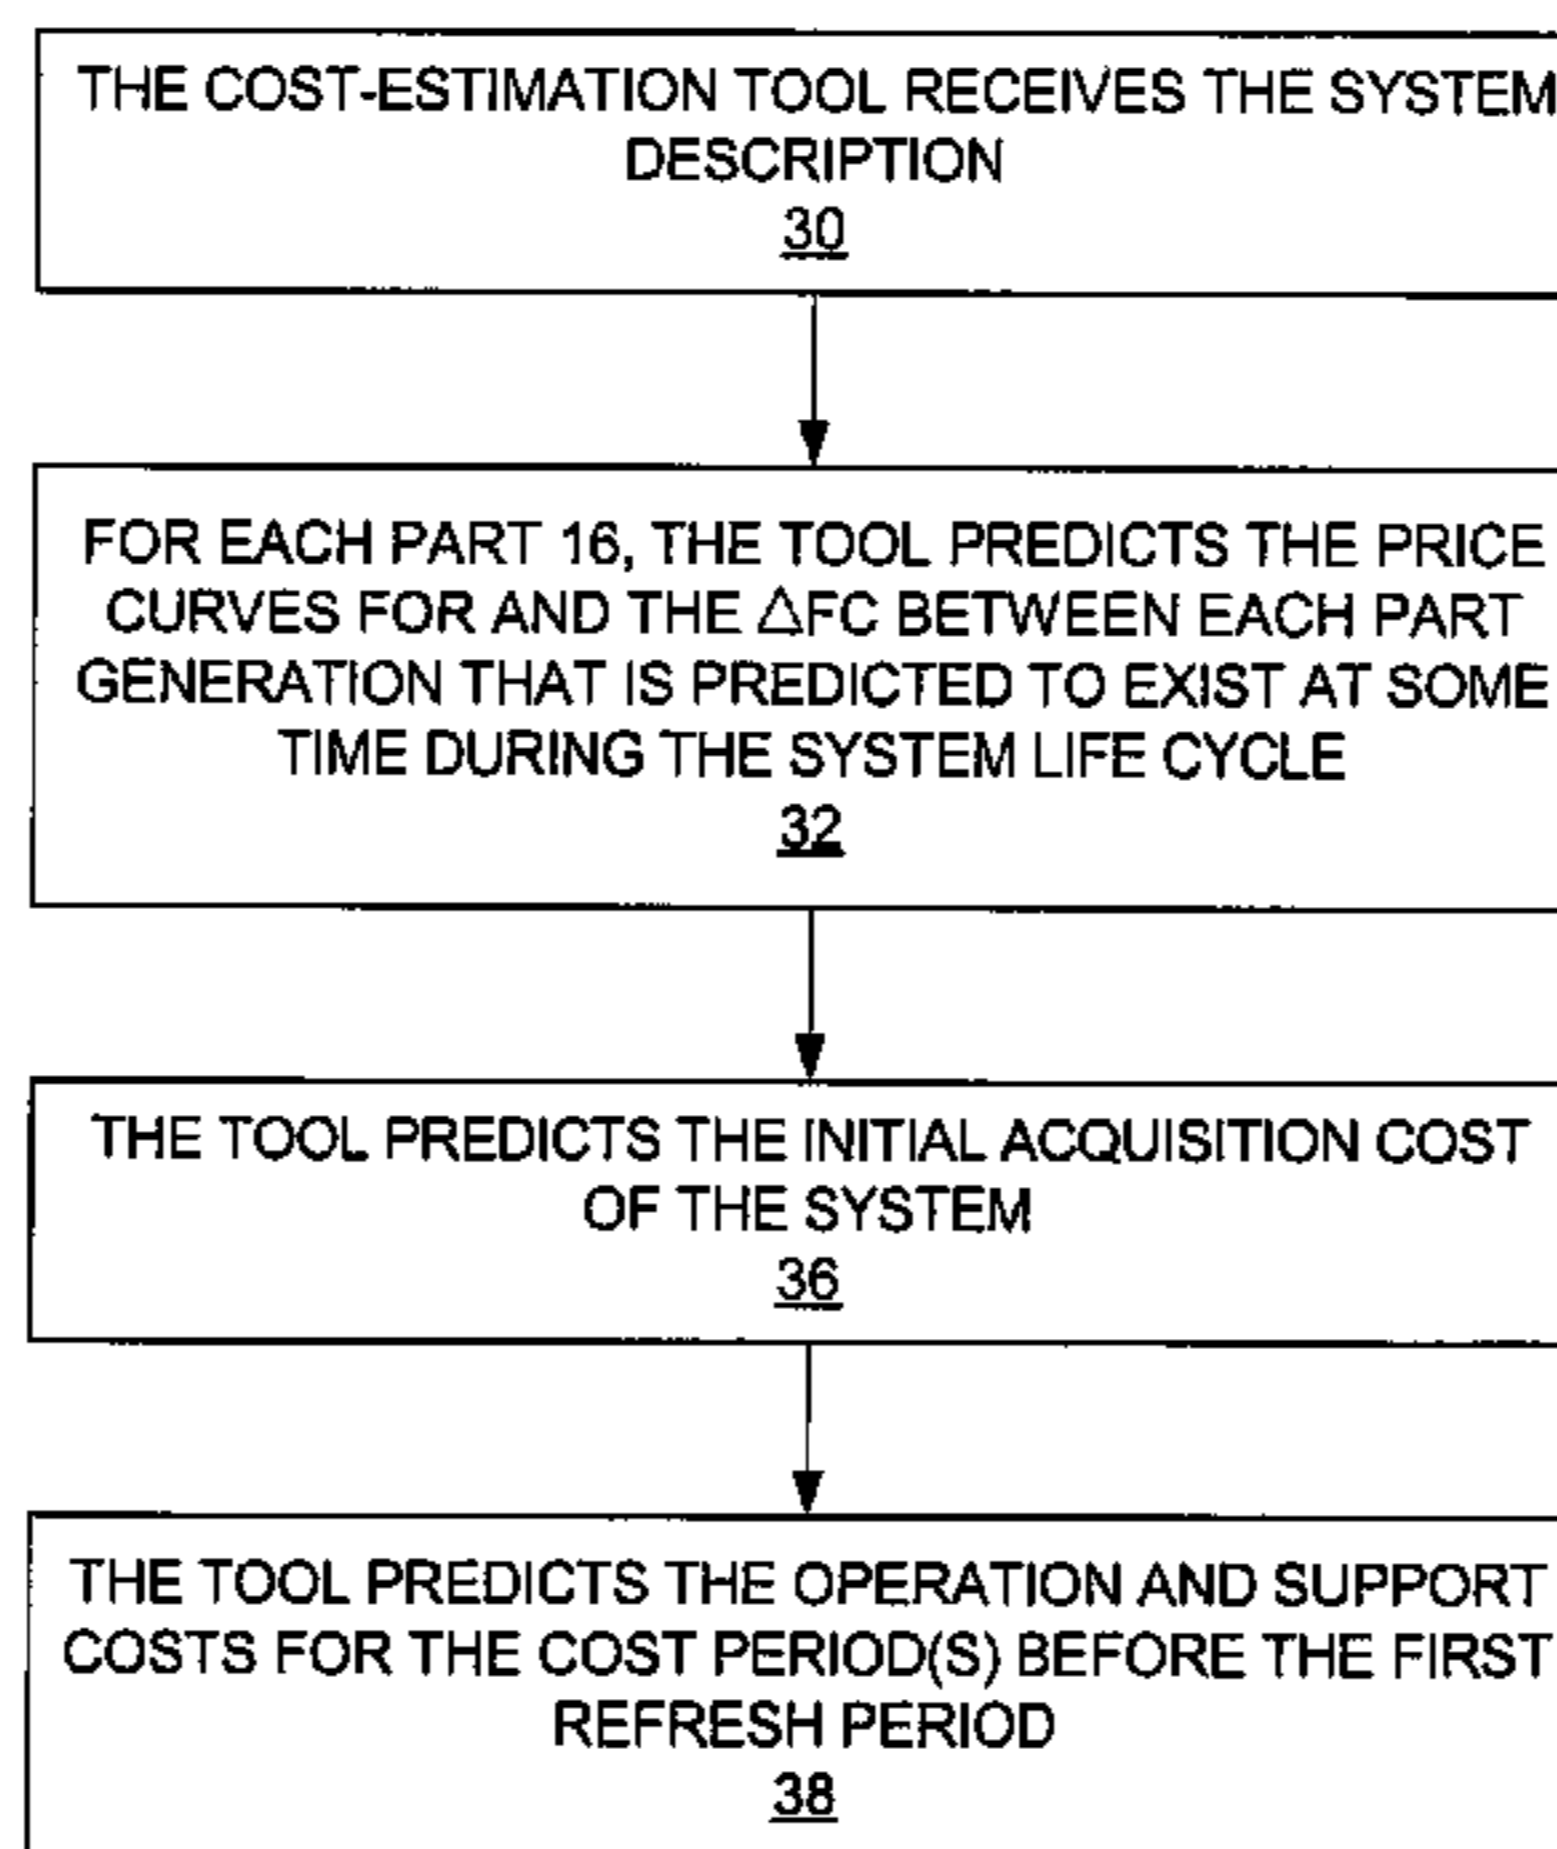 THE COST-ESTIMATION TOOL RECEIVES THE SYSTEM
DESCRIPTION
30
FOR EACH PART 16, THE TOOL PREDICTS THE PRICE
CURVES FOR AND THE △FC BETWEEN EACH PART
GENERATION THAT IS PREDICTED TO EXIST AT SOME
TIME DURING THE SYSTEM LIFE CYCLE
32
THE TOOL PREDICTS THE INITIAL ACQUISITION COST
OF THE SYSTEM
36
THE TOOL PREDICTS THE OPERATION AND SUPPORT
COSTS FOR THE COST PERIOD(S) BEFORE THE FIRST
REFRESH PERIOD
38